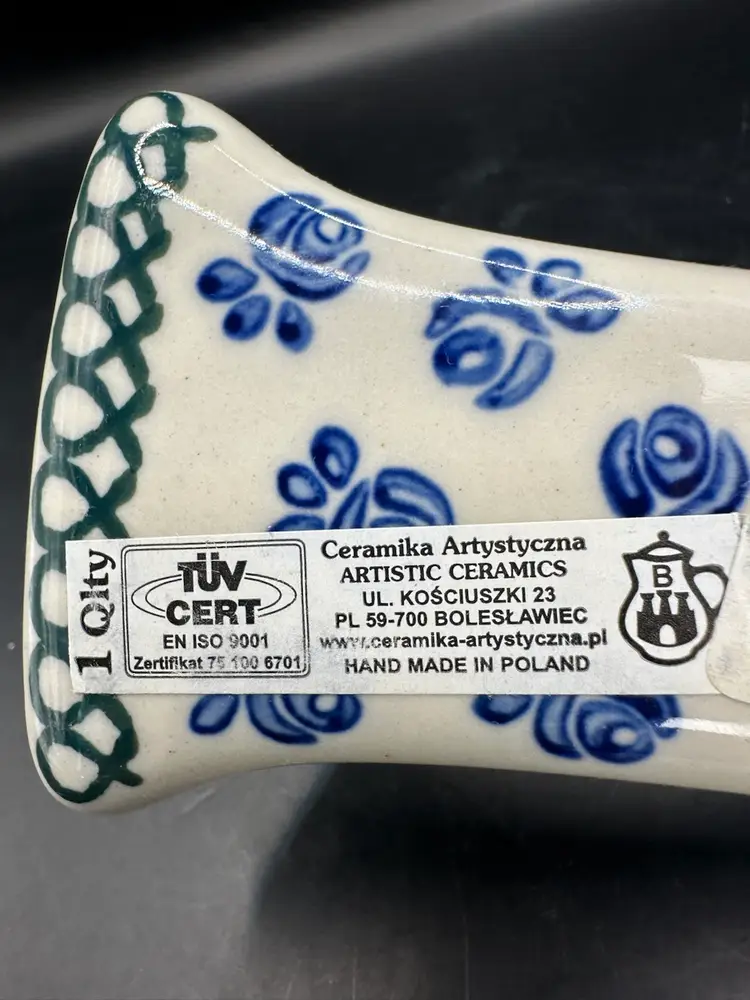 1 Qlty
TÜV
CERT
EN ISO 9001
Zertifikat 75 100 6701
Ceramika Artystyczna
ARTISTIC CERAMICS
UL. KOŚCIUSZKI 23
PL 59-700 BOLESŁAWIEC
www.ceramika-artystyczna.pl
HAND MADE IN POLAND
B